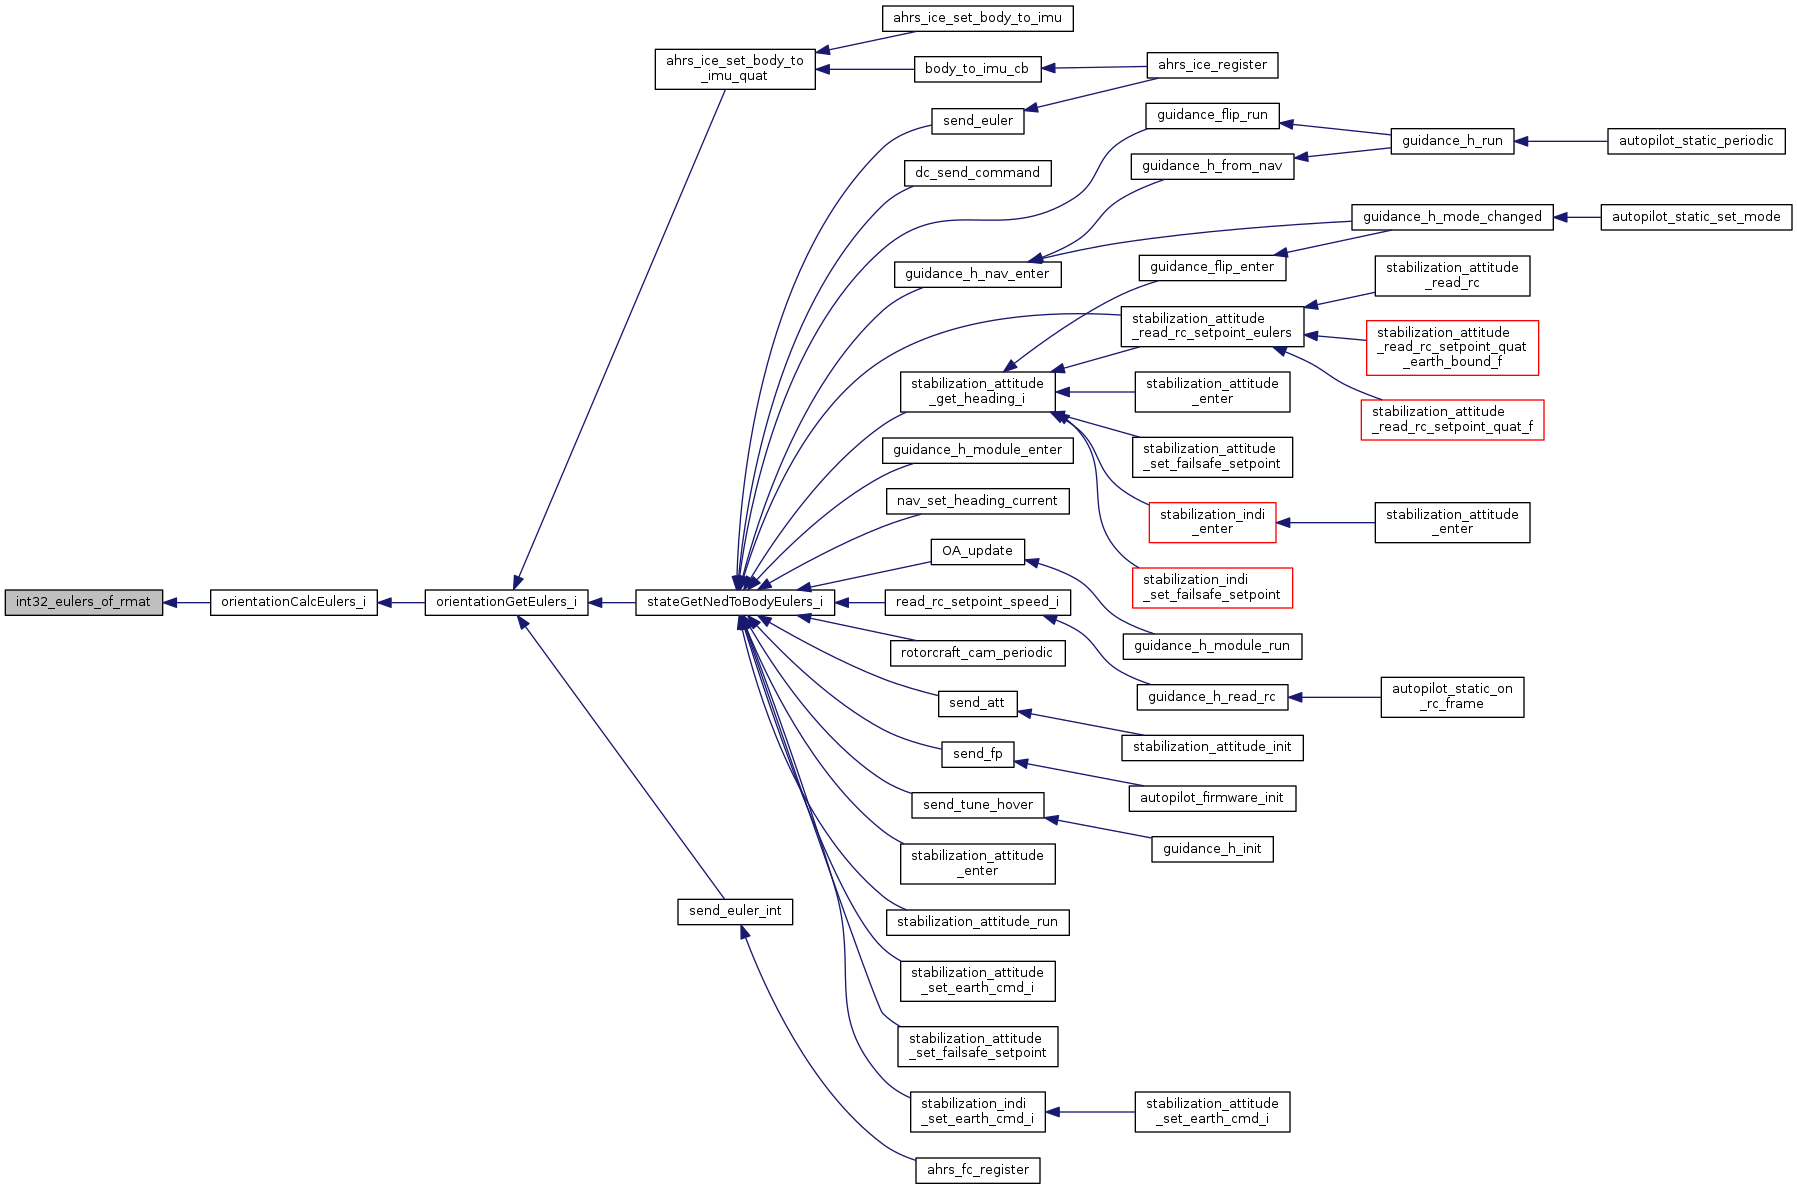 ahrs_ice_set_body_to_imu
ahrs_ice_set_body_to
_imu_quat
body_to_imu_cb
ahrs_ice_register
send_euler
guidance_flip_run
guidance_h_run
autopilot_static_periodic
guidance_h_from_nav
dc_send_command
guidance_h_mode_changed
autopilot_static_set_mode
guidance_h_nav_enter
guidance_flip_enter
stabilization_attitude
_read_rc
stabilization_attitude
_read_rc_setpoint_eulers
stabilization_attitude
_read_rc_setpoint_quat
_earth_bound_f
stabilization_attitude
_get_heading_i
stabilization_attitude
_enter
stabilization_attitude
_read_rc_setpoint_quat_f
guidance_h_module_enter
stabilization_attitude
_set_failsafe_setpoint
nav_set_heading_current
stabilization_indi
_enter
stabilization_attitude
_enter
OA_update
stabilization_indi
_set_failsafe_setpoint
int32_eulers_of_rmat
orientationCalcEulers_i
orientationGetEulers_i
stateGetNedToBodyEulers_i
read_rc_setpoint_speed_i
guidance_h_module_run
rotorcraft_cam_periodic
guidance_h_read_rc
autopilot_static_on
_rc_frame
send_att
stabilization_attitude_init
send_fp
autopilot_firmware_init
send_tune_hover
guidance_h_init
stabilization_attitude
_enter
send_euler_int
stabilization_attitude_run
stabilization_attitude
_set_earth_cmd_i
stabilization_attitude
_set_failsafe_setpoint
stabilization_indi
_set_earth_cmd_i
stabilization_attitude
_set_earth_cmd_i
ahrs_fc_register